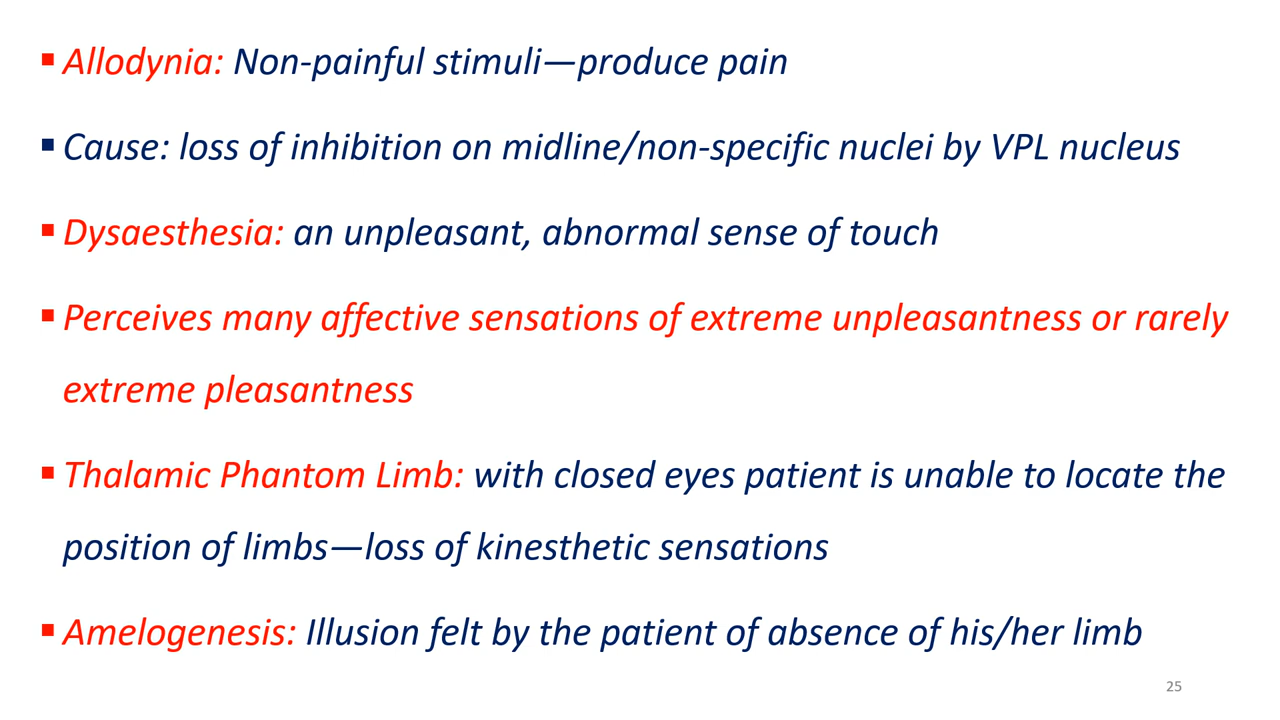 ▪ Allodynia: Non-painful stimuli—produce pain
▪ Cause: loss of inhibition on midline/non-specific nuclei by VPL nucleus
▪ Dysaesthesia: an unpleasant, abnormal sense of touch
▪ Perceives many affective sensations of extreme unpleasantness or rarely
extreme pleasantness
▪ Thalamic Phantom Limb: with closed eyes patient is unable to locate the
position of limbs—loss of kinesthetic sensations
▪ Amelogenesis: Illusion felt by the patient of absence of his/her limb
25